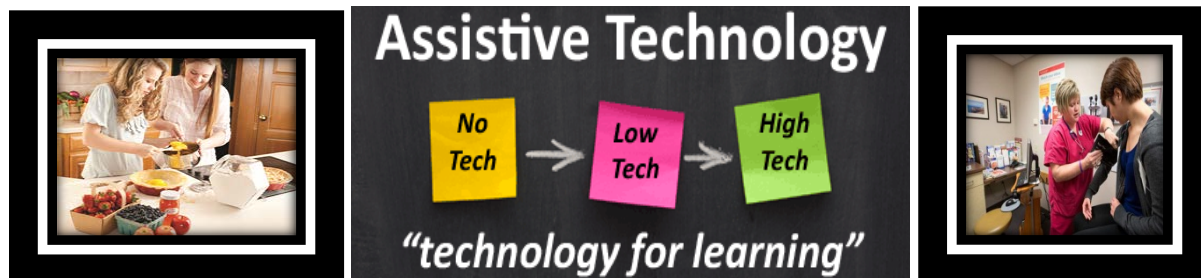 Assistive Technology
No
Tech
Low
Tech
High
Tech
“technology for learning”